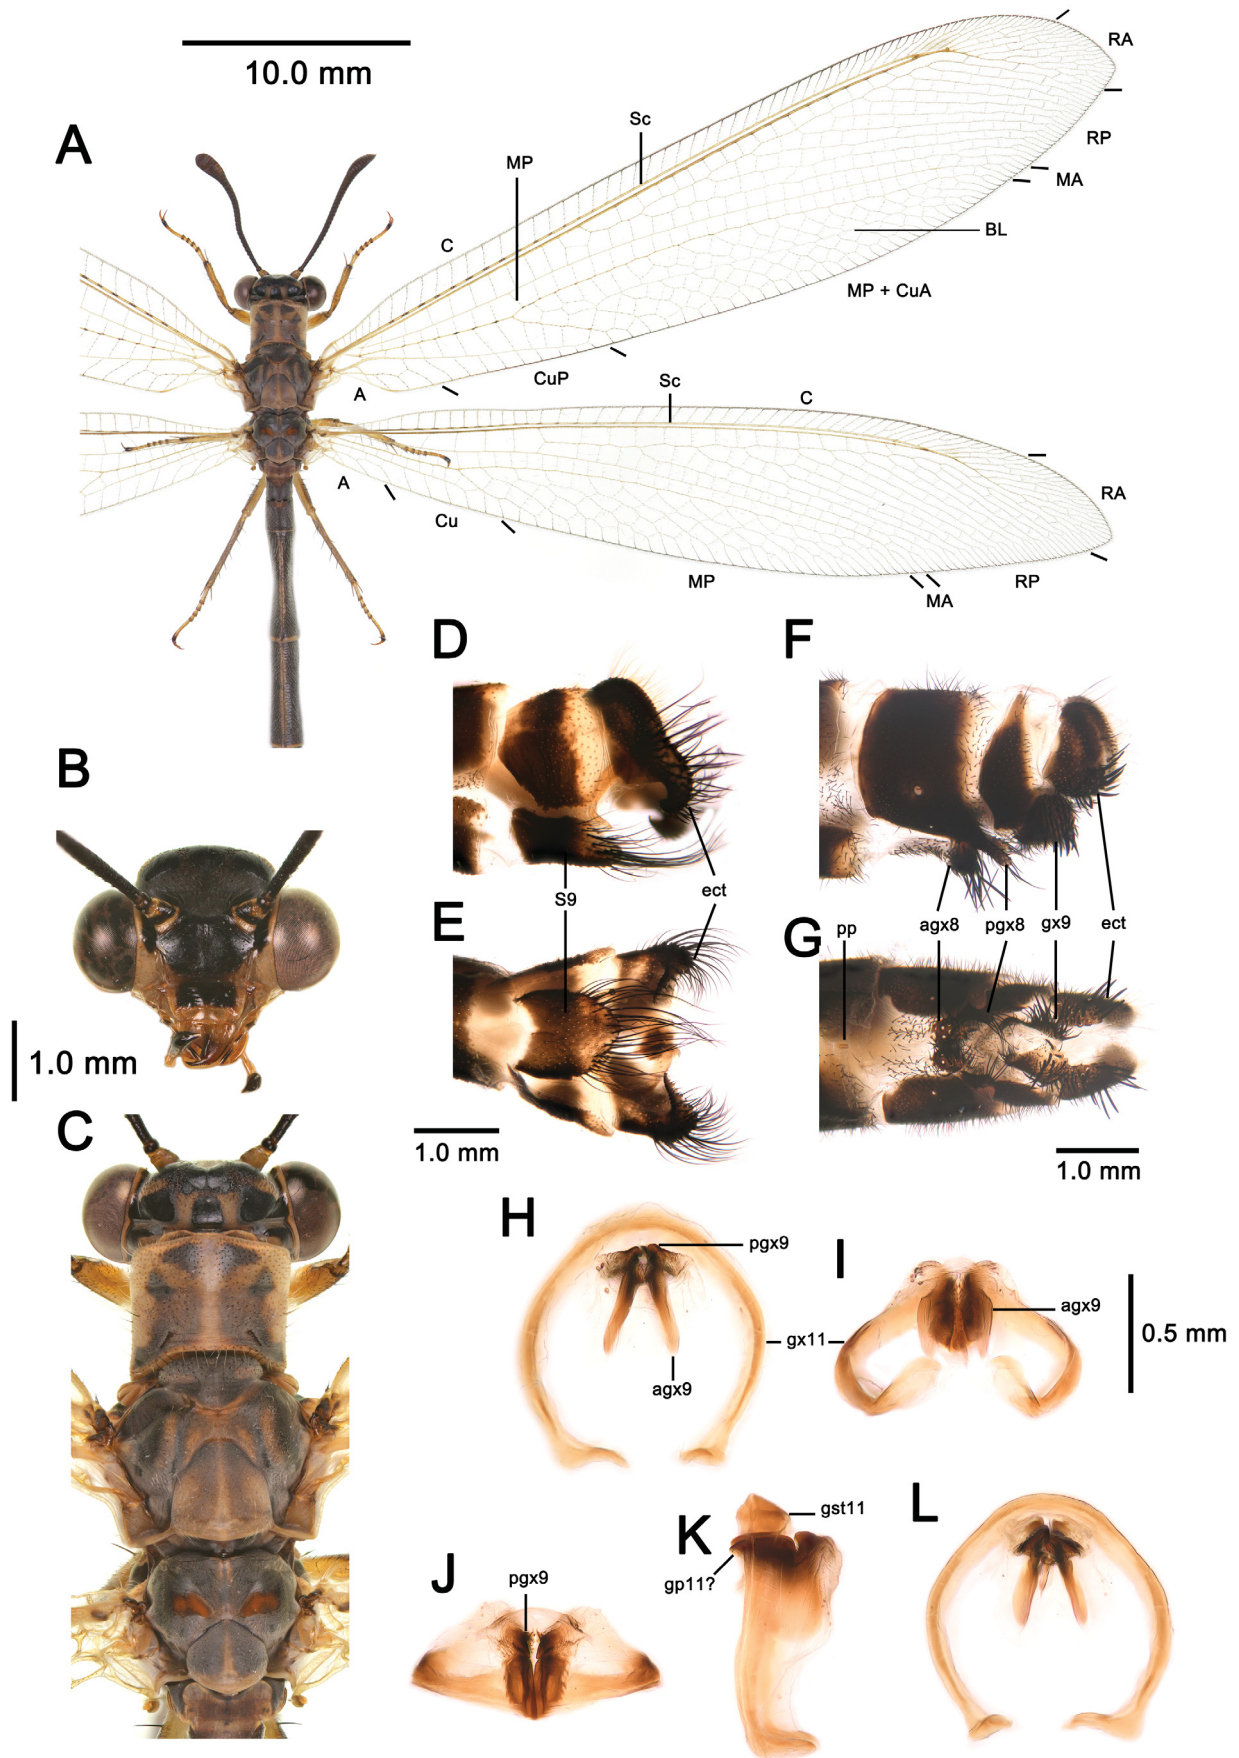 10.0 mm
A
RA
Sc
RP
MP
MA
C
BL
MP + CuA
CuP
A
Sc
C
A
RA
Cu
MP
RP
MA
B
1.0 mm
C
D
F
S9
ect
E
pp
agx8
pgx8
gx9
ect
G
1.0 mm
1.0 mm
H
pgx9
I
agx9
gx11
0.5 mm
agx9
K
gst11
L
J
pgx9
gp11?